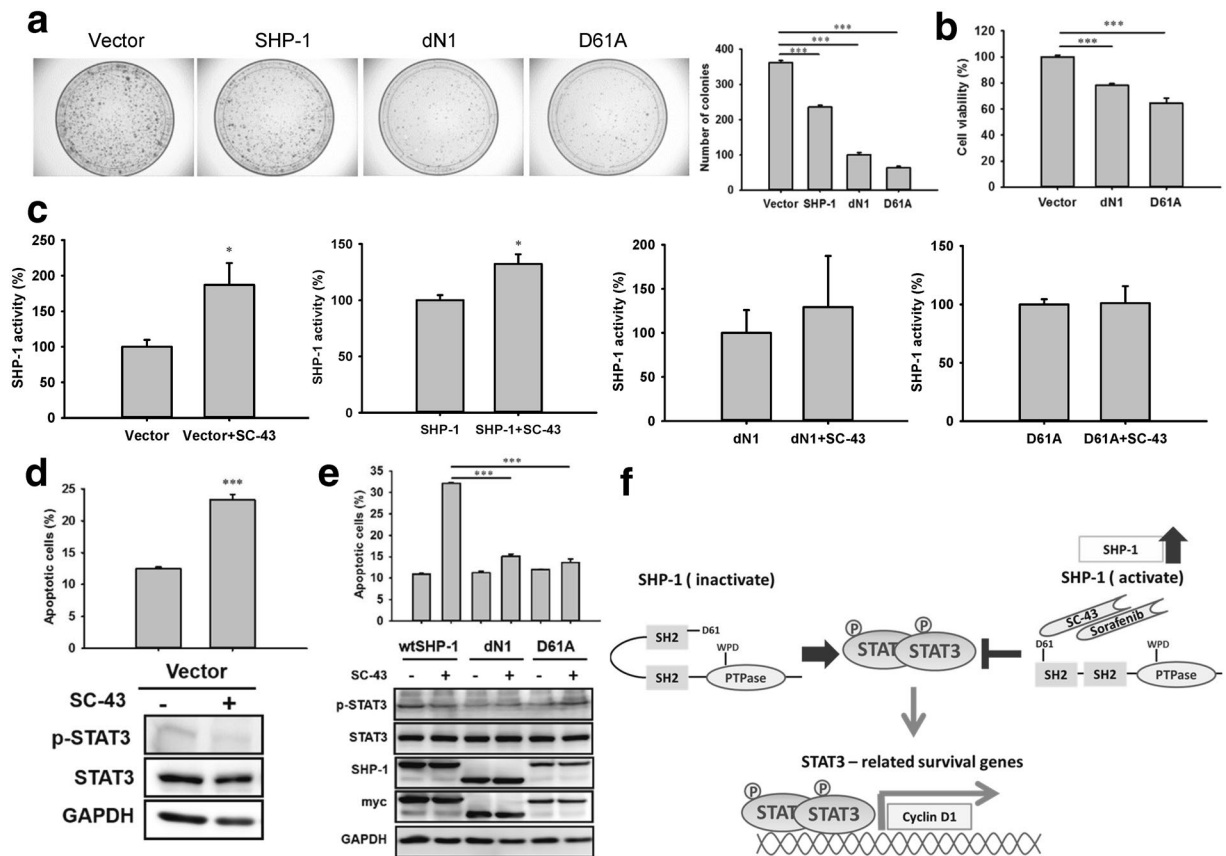 a
Vector SHP-1 dN1 D61A
Number of colonies
400
300
200
100
0
*** 
***
***
Vector SHP-1 dN1 D61A
b
Cell viability (%)
120
100
80
60
40
20
0
***
***
Vector dN1 D61A
c
SHP-1 activity (%)
250
200
150
100
50
0
*
Vector Vector+SC-43
SHP-1 activity (%)
150
100
50
0
*
SHP-1 SHP-1+SC-43
SHP-1 activity (%)
200
150
100
50
0
dN1 dN1+SC-43
SHP-1 activity (%)
150
100
50
0
D61A D61A+SC-43
d
Apoptotic cells (%)
25
20
15
10
5
0
***
Vector
SC-43 - +
p-STAT3
STAT3
GAPDH
e
Apoptotic cells (%)
35
30
25
20
15
10
5
0
***
***
wtSHP-1 dN1 D61A
SC-43 - + - + - +
p-STAT3
STAT3
SHP-1
myc
GAPDH
f
SHP-1
SHP-1 ( inactivate)
SHP-1 ( activate)
SC-43
Sorafenib
SH2 D61
WPD
SH2 PTPase
P P
STAT STAT3
D61 WPD
SH2 SH2 PTPase
STAT3 – related survival genes
P P
STAT STAT3
Cyclin D1